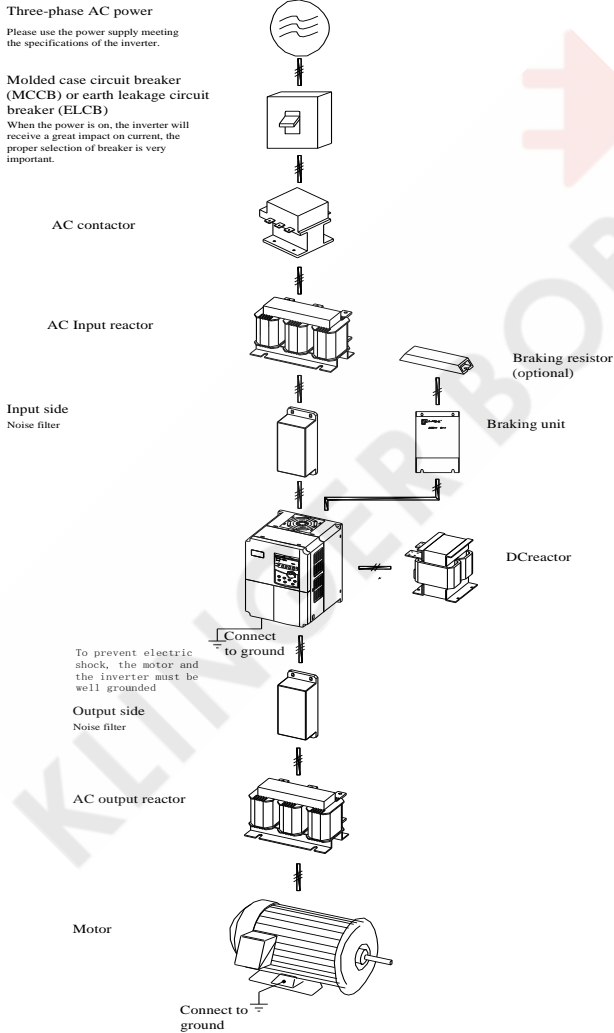 Three-phase AC power
Please use the power supply meeting
the specifications of the inverter.
Molded case circuit breaker
(MCCB) or earth leakage circuit
breaker (ELCB)
When the power is on, the inverter will
receive a great impact on current, the
proper selection of breaker is very
important.
AC contactor
AC Input reactor
Braking resistor
(optional)
Input side
Noise filter
Braking unit
DCreactor
Connect
to ground
To prevent electric
shock, the motor and
the inverter must be
well grounded
Output side
Noise filter
AC output reactor
Motor
Connect to
ground
KLINGER BOR